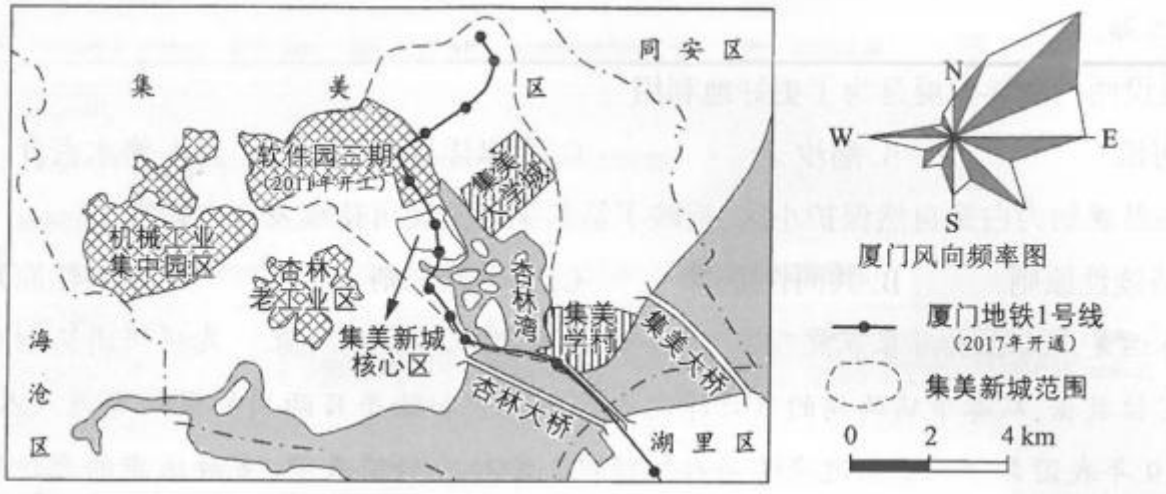 同安区
集美区
软件园三期
(2011年开工)
集美学城
机械工业
集中园区
杏林
老工业区
杏林湾
集美新城
核心区
集美学村
集美大桥
杏林大桥
海沧区
湖里区
N
W
E
S
厦门风向频率图
厦门地铁1号线
(2017年开通)
集美新城范围
0 2 4 km